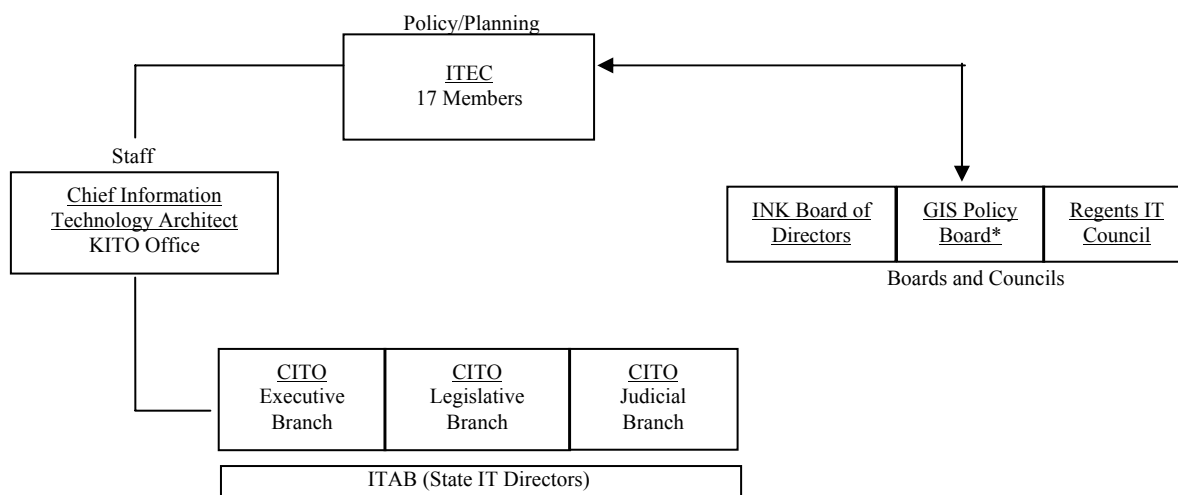 Policy/Planning
ITEC
17 Members
Staff
Chief Information
Technology Architect
KITO Office
INK Board of
Directors
GIS Policy
Board*
Regents IT
Council
Boards and Councils
CITO
Executive
Branch
CITO
Legislative
Branch
CITO
Judicial
Branch
ITAB (State IT Directors)